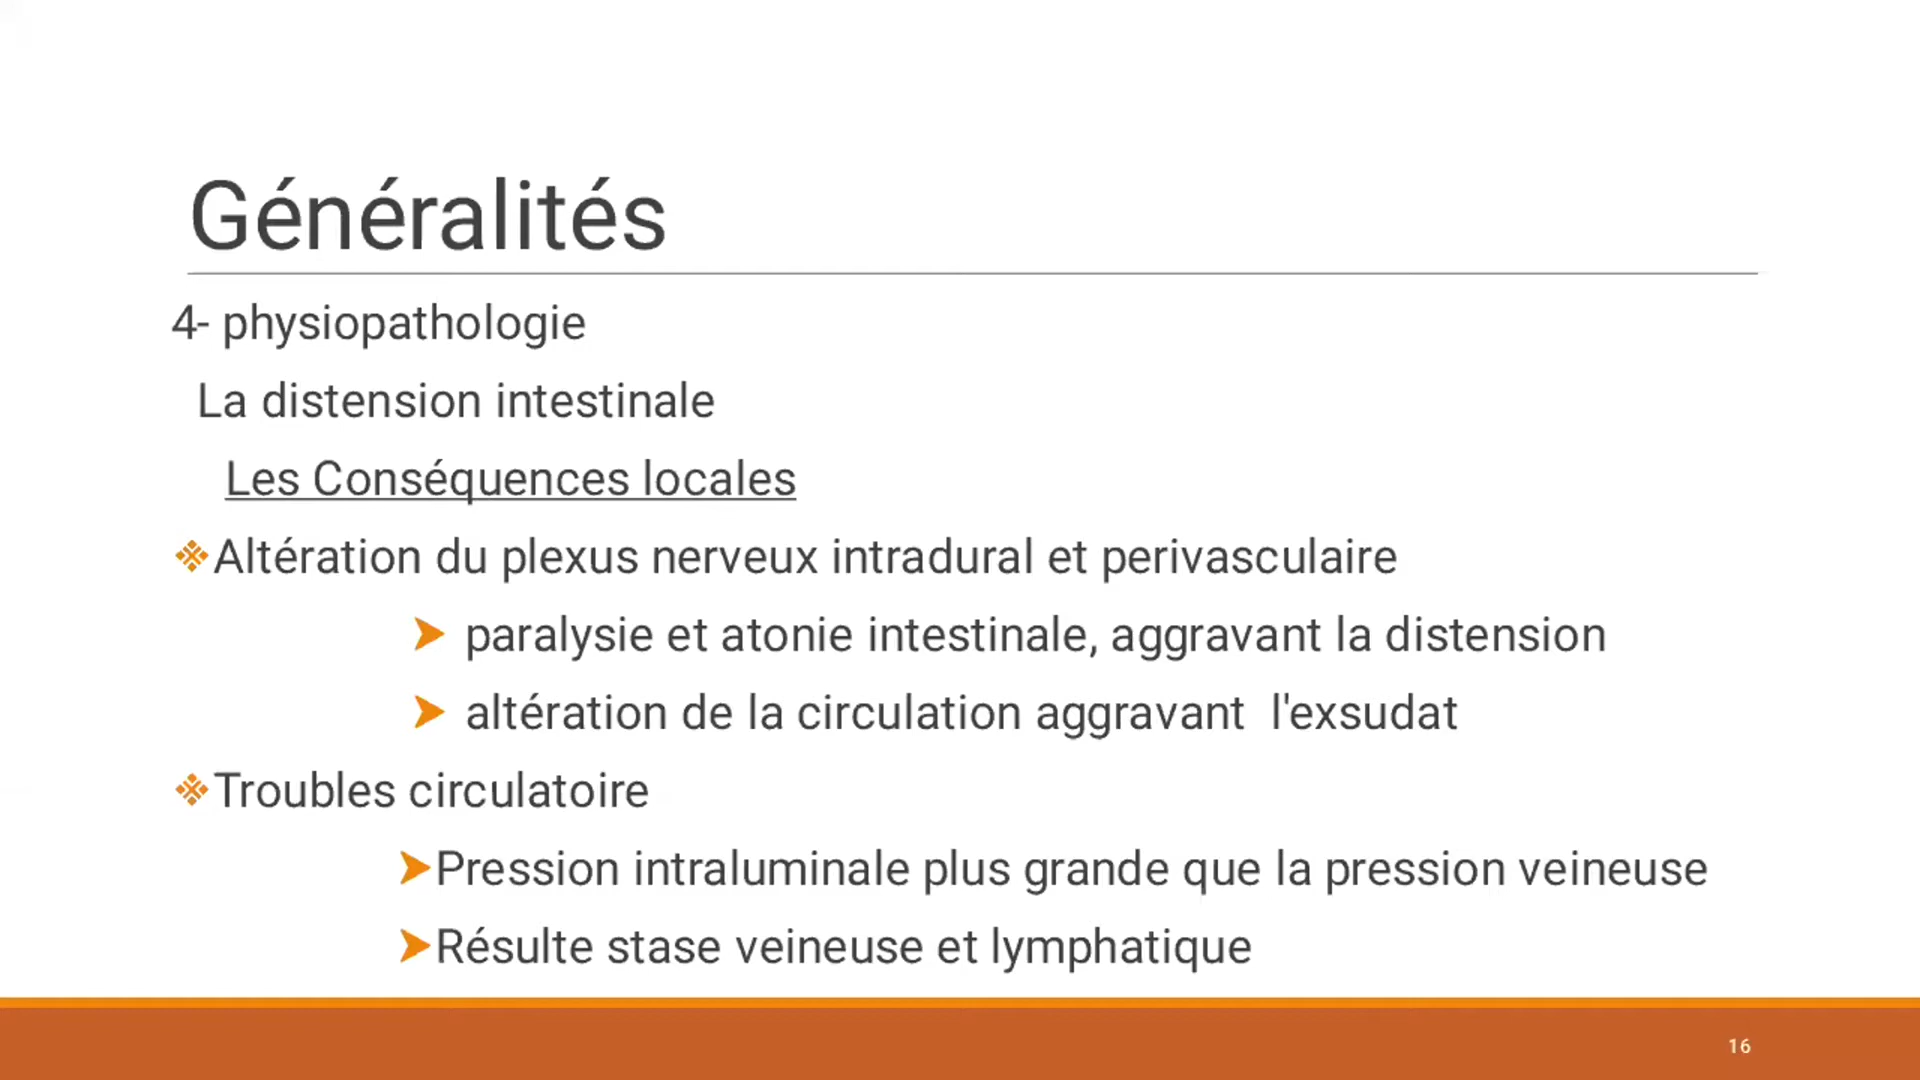 Généralités
4- physiopathologie
La distension intestinale
Les Conséquences locales
Altération du plexus nerveux intradural et perivasculaire
paralysie et atonie intestinale, aggravant la distension
altération de la circulation aggravant l'exsudat
Troubles circulatoire
Pression intraluminale plus grande que la pression veineuse
Résulte stase veineuse et lymphatique
16